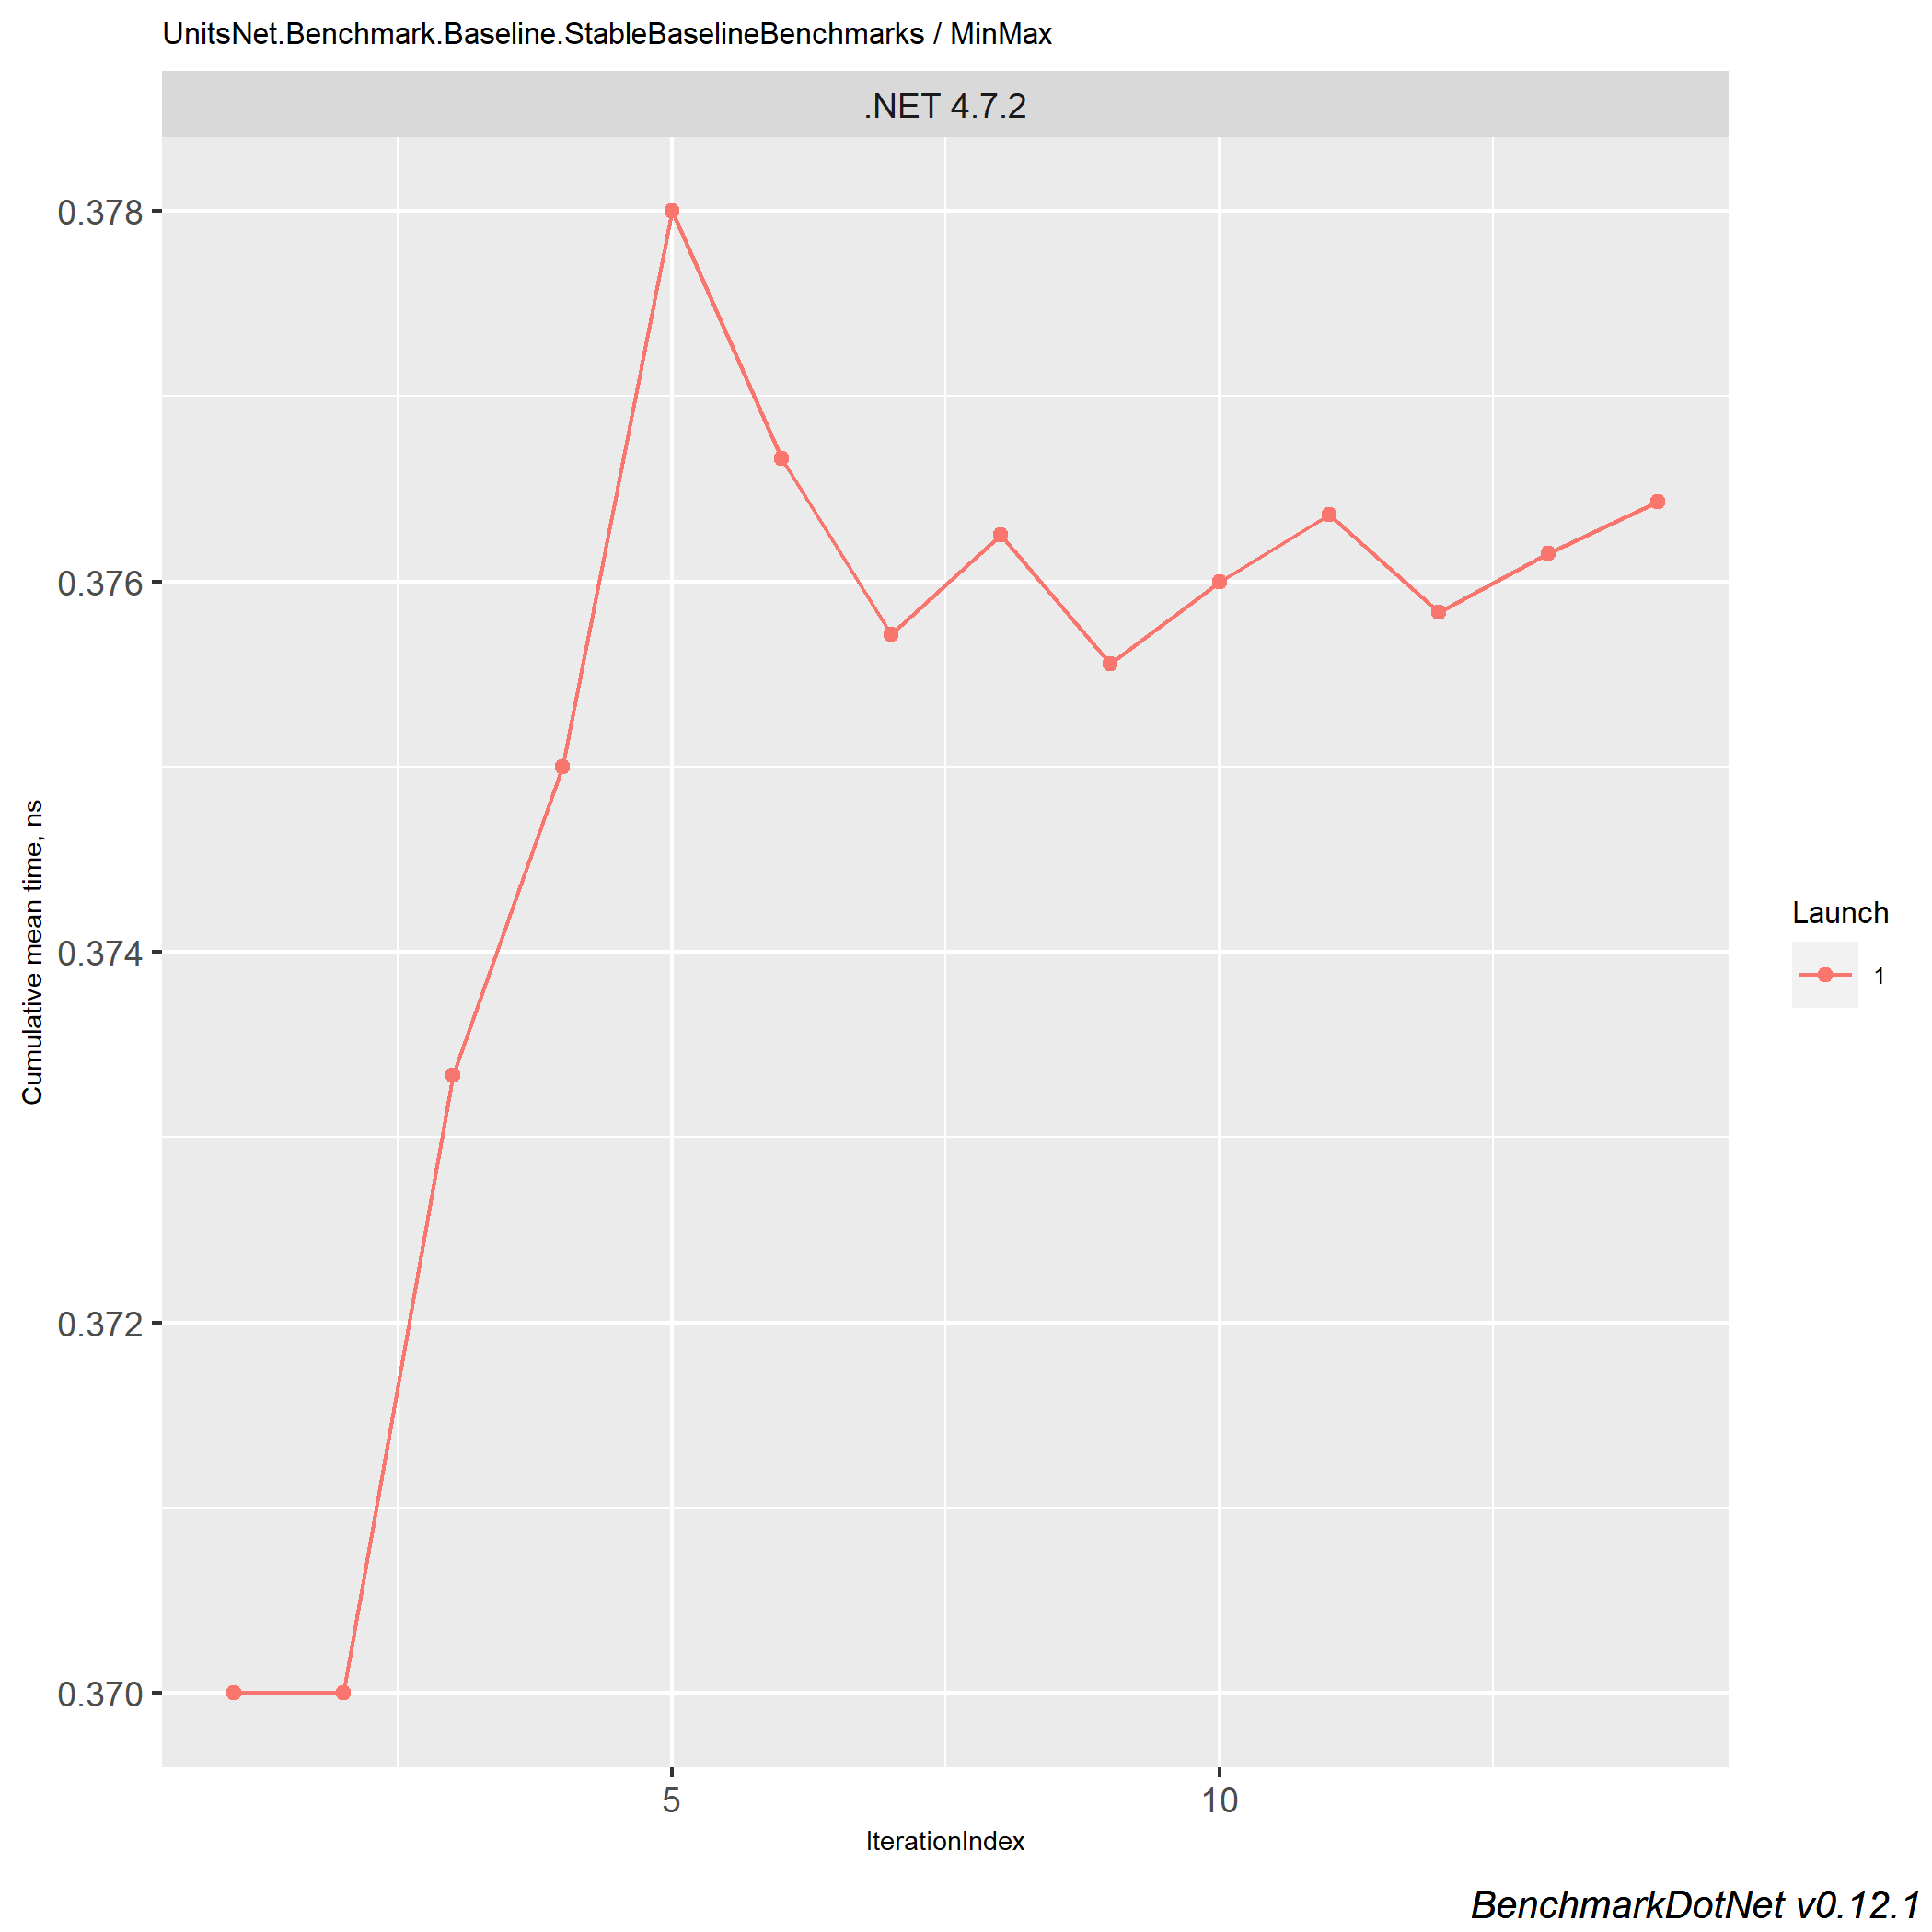 UnitsNet.Benchmark.Baseline.StableBaselineBenchmarks / MinMax
.NET 4.7.2
0.378
0.376
0.374
0.372
0.370
Cumulative mean time, ns
5
10
IterationIndex
Launch
1
BenchmarkDotNet v0.12.1